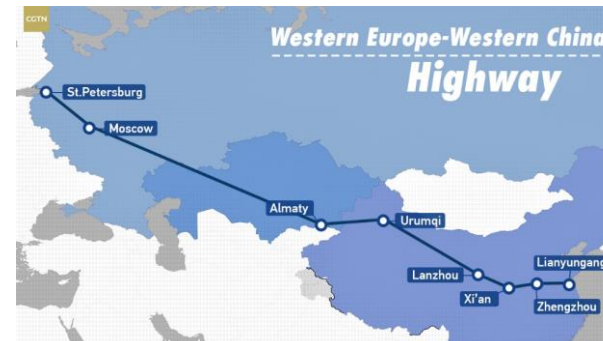 CGTN
Western Europe-Western China
Highway
St.Petersburg
Moscow
Almaty
Urumqi
Lanzhou
Lianyungang
Xi'an
Zhengzhou